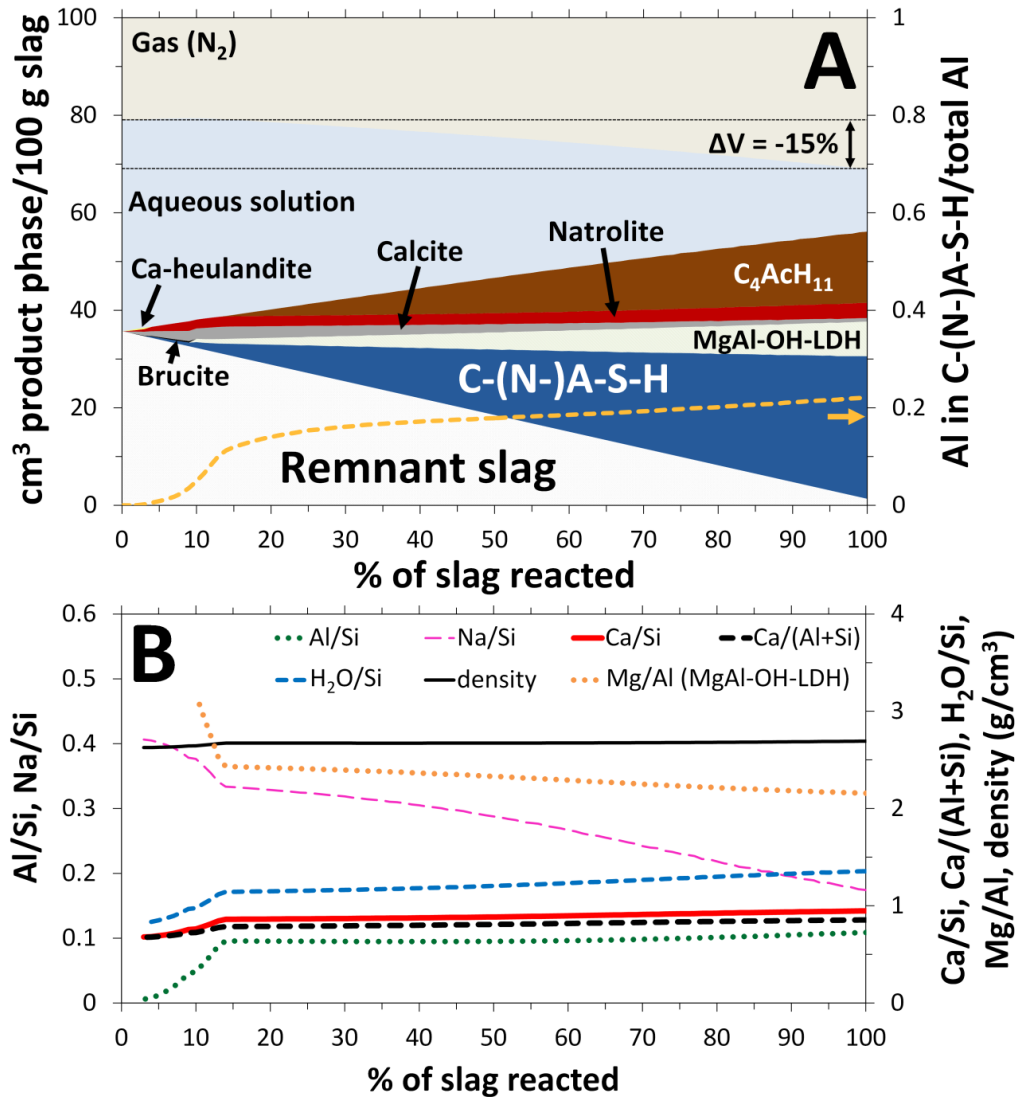 A
Gas (N₂)
ΔV = -15%
Aqueous solution
Natrolite
Calcite
Ca-heulandite
C₄AcH₁₁
MgAl-OH-LDH
Brucite
C-(N-)A-S-H
Remnant slag
cm³ product phase/100 g slag
100
80
60
40
20
0
Al in C-(N-)A-S-H/total Al
1
0.8
0.6
0.4
0.2
0
0 10 20 30 40 50 60 70 80 90 100
% of slag reacted
B
Al/Si Na/Si Ca/Si Ca/(Al+Si)
H₂O/Si density Mg/Al (MgAl-OH-LDH)
Al/Si, Na/Si
0.6
0.5
0.4
0.3
0.2
0.1
0
Ca/Si, Ca/(Al+Si), H₂O/Si,
Mg/Al, density (g/cm³)
4
3
2
1
0
0 10 20 30 40 50 60 70 80 90 100
% of slag reacted